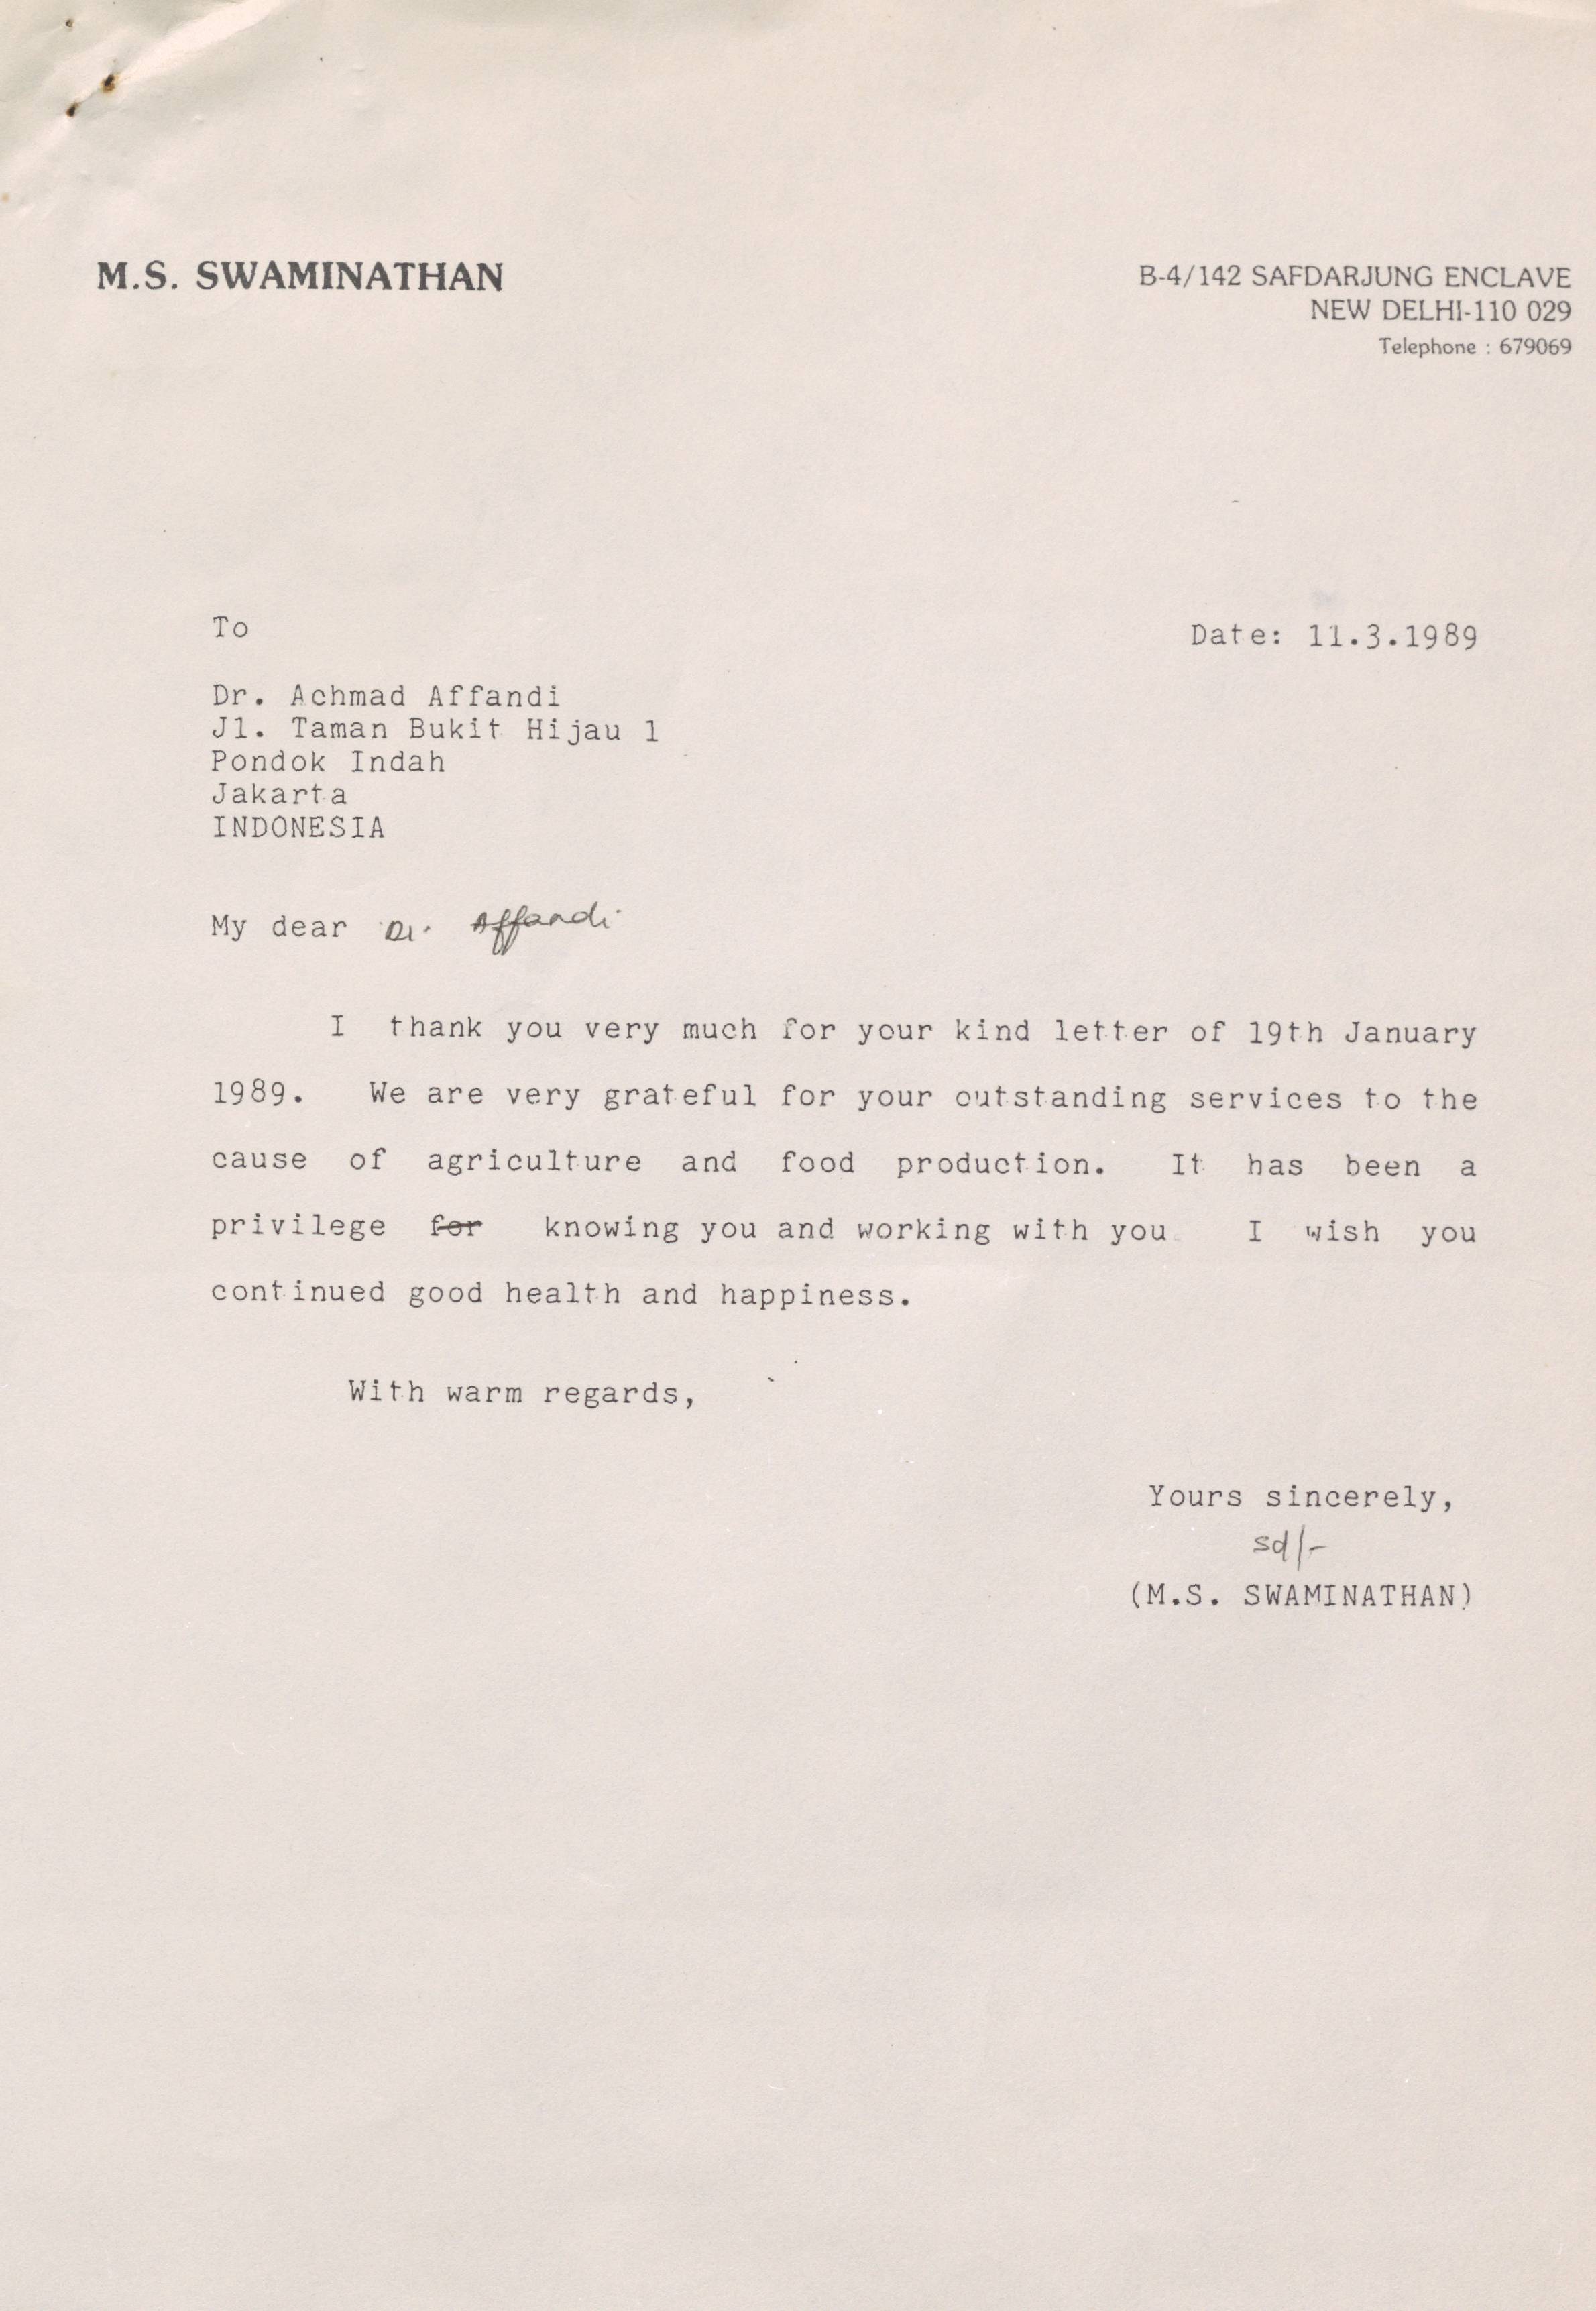 M.S. SWAMINATHAN
B-4/142 SAFDARJUNG ENCLAVE
NEW DELHI-110 029
Telephone : 679069
To
Date: 11.3.1989
Dr. Achmad Affandi
Jl. Taman Bukit Hijau 1
Pondok Indah
Jakarta
INDONESIA
My dear Dr. Affandi
I thank you very much for your kind letter of 19th January
1989. We are very grateful for your outstanding services to the
cause of agriculture and food production. It has been a
privilege for knowing you and working with you I wish you
continued good health and happiness.
With warm regards,
Yours sincerely,
sd/-
(M.S. SWAMINATHAN)